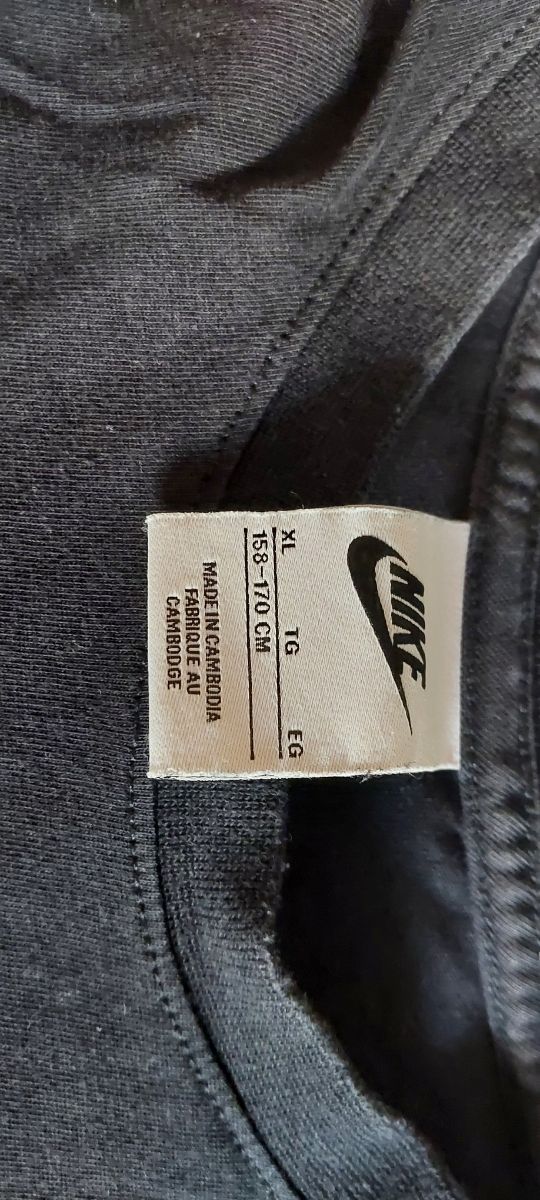 NIKE
XL TG EG
158-170 CM
MADE IN CAMBODIA
FABRIQUE AU
CAMBODGE